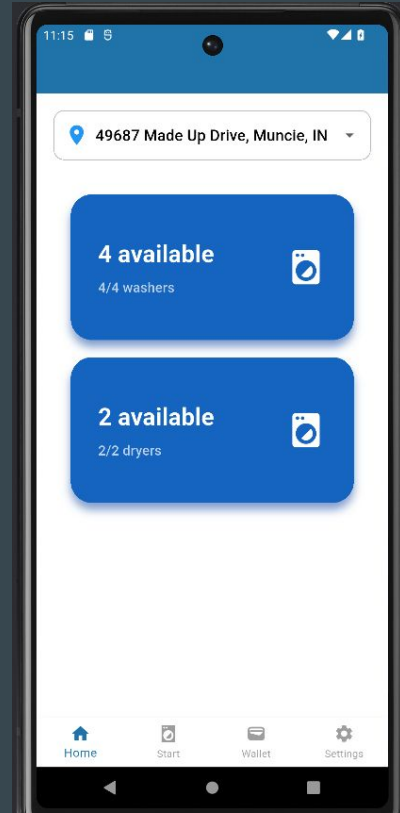 11:15
49687 Made Up Drive, Muncie, IN
4 available
4/4 washers
2 available
2/2 dryers
Home Start Wallet Settings